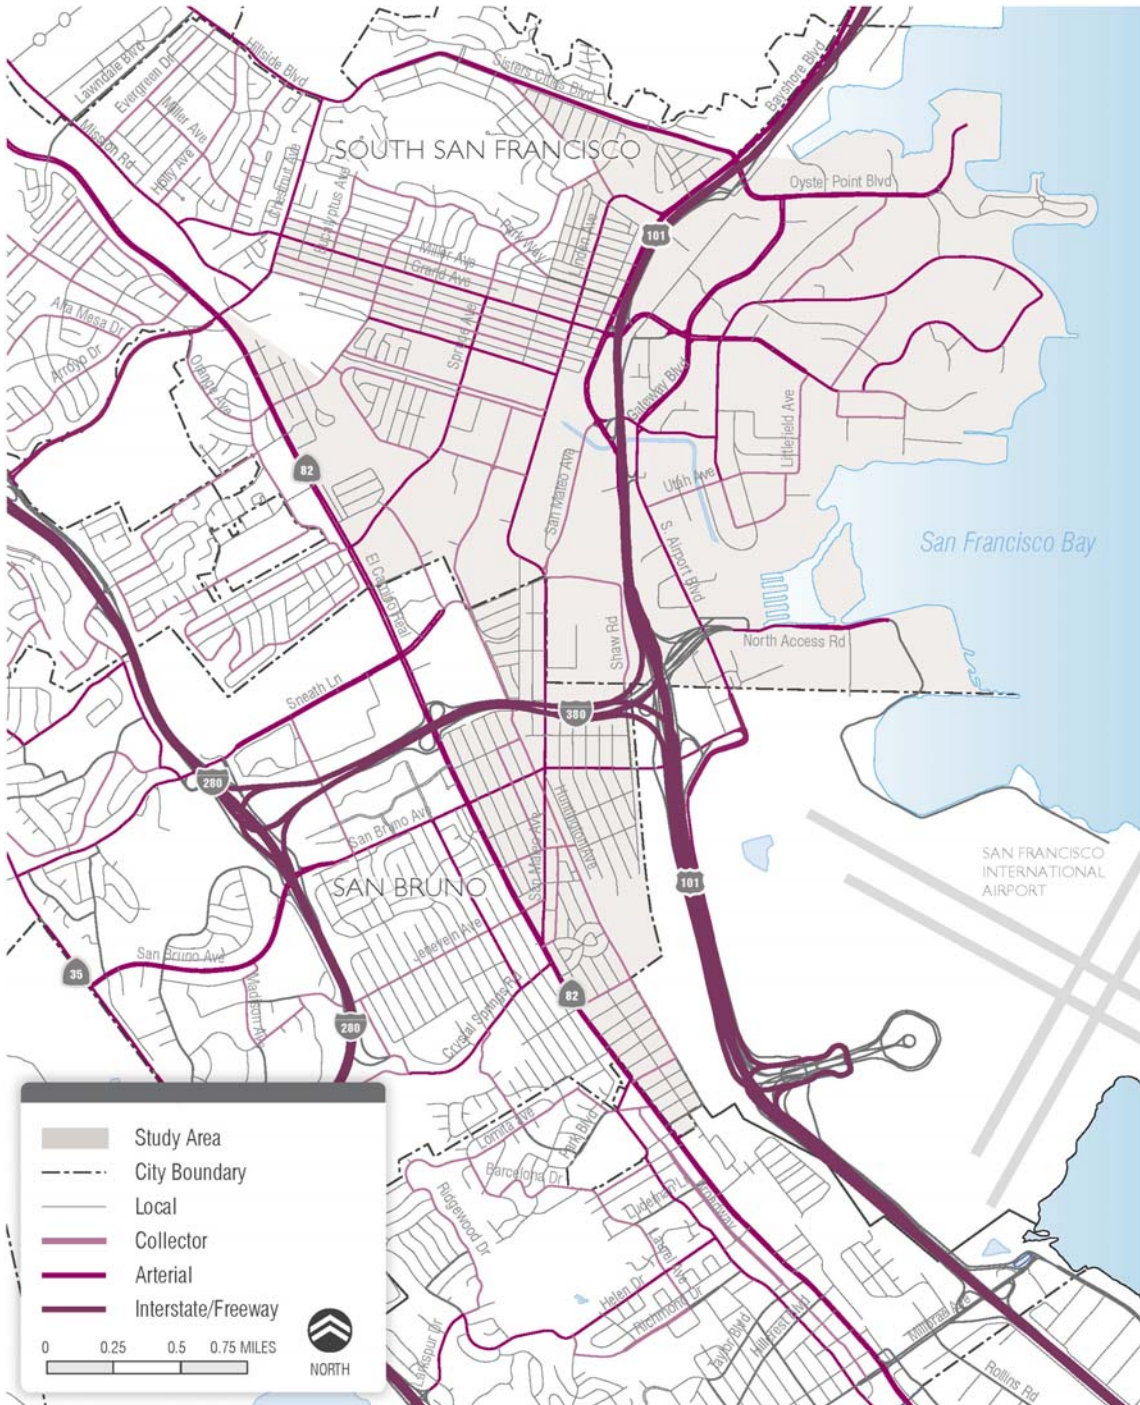 Hillside Blvd
Lawndale Blvd
Evergreen Dr
Sisters Cities Blvd
Bayshore Blvd
Miller Ave
Mission Rd
Holly Ave
Chestnut Ave
SOUTH SAN FRANCISCO
Eucalyptus Ave
Oyster Point Blvd
Park Way
Linden Ave
101
Miller Ave
Grand Ave
Alta Mesa Dr
Arroyo Dr
Orange Ave
Spruce Ave
Gateway Blvd
Littlefield Ave
82
San Mateo Ave
Utah Ave
S. Airport Blvd
San Francisco Bay
El Camino Real
Shaw Rd
North Access Rd
Sneath Ln
380
280
San Bruno Ave
Huntington Ave
San Mateo Ave
SAN FRANCISCO
INTERNATIONAL
AIRPORT
101
SAN BRUNO
Jenevein Ave
San Bruno Ave
35
Madison Ave
Crystal Springs Rd
82
280
Study Area
City Boundary
Local
Collector
Arterial
Interstate/Freeway
0 0.25 0.5 0.75 MILES
NORTH
Lomita Ave
Park Blvd
Barcelona Dr
Ridgewood Dr
Ludeman Ln
Broadway
Laurel Ave
Helen Dr
Richmond Dr
Larkspur Dr
Taylor Blvd
Hillcrest Blvd
Millbrae Ave
Rollins Rd